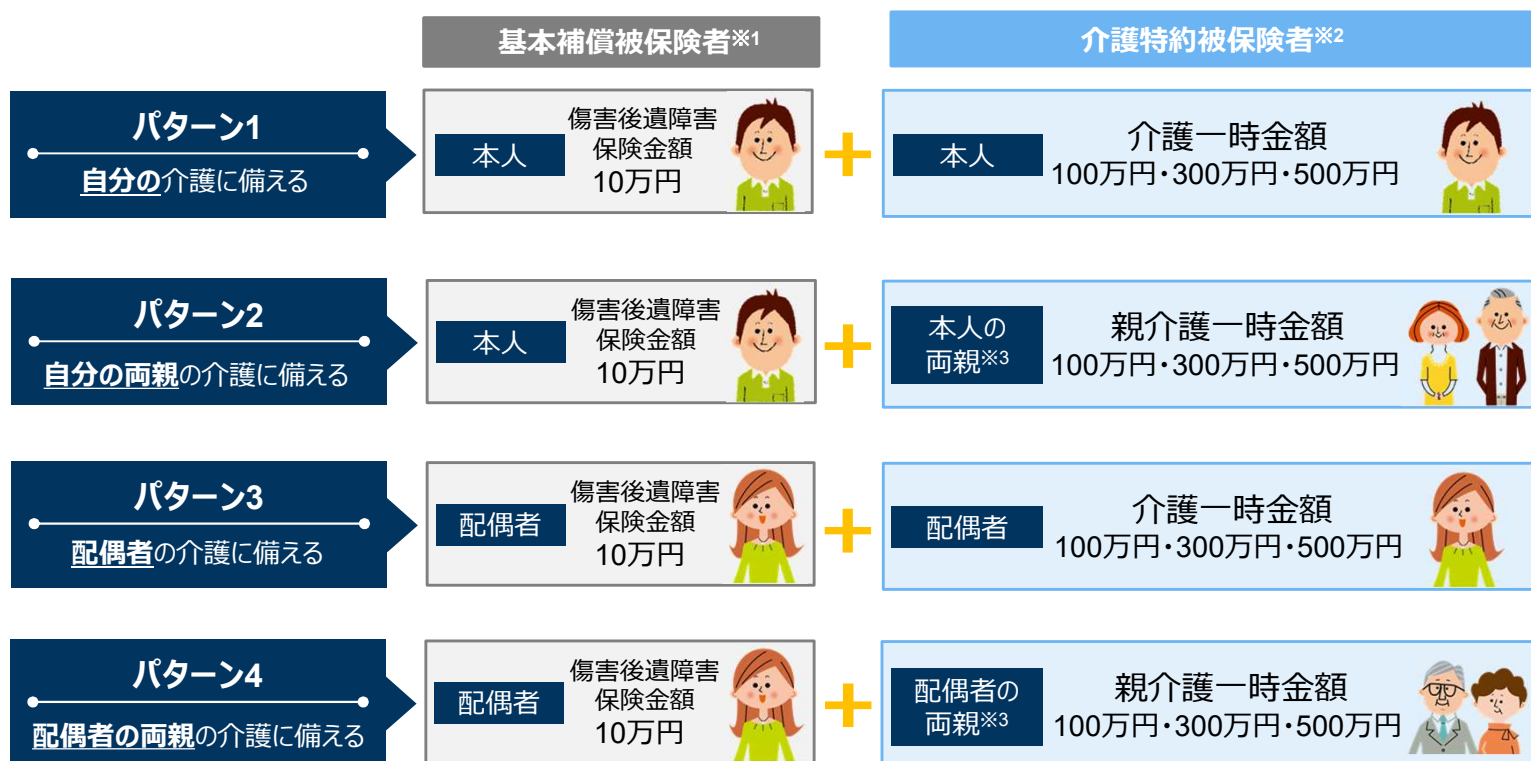 基本補償被保険者※1
介護特約被保険者※2
パターン1
自分の介護に備える
本人
傷害後遺障害
保険金額
10万円
+
本人
介護一時金額
100万円・300万円・500万円
パターン2
自分の両親の介護に備える
本人
傷害後遺障害
保険金額
10万円
+
本人の
両親※3
親介護一時金額
100万円・300万円・500万円
パターン3
配偶者の介護に備える
配偶者
傷害後遺障害
保険金額
10万円
+
配偶者
介護一時金額
100万円・300万円・500万円
パターン4
配偶者の両親の介護に備える
配偶者
傷害後遺障害
保険金額
10万円
+
配偶者の
両親※3
親介護一時金額
100万円・300万円・500万円